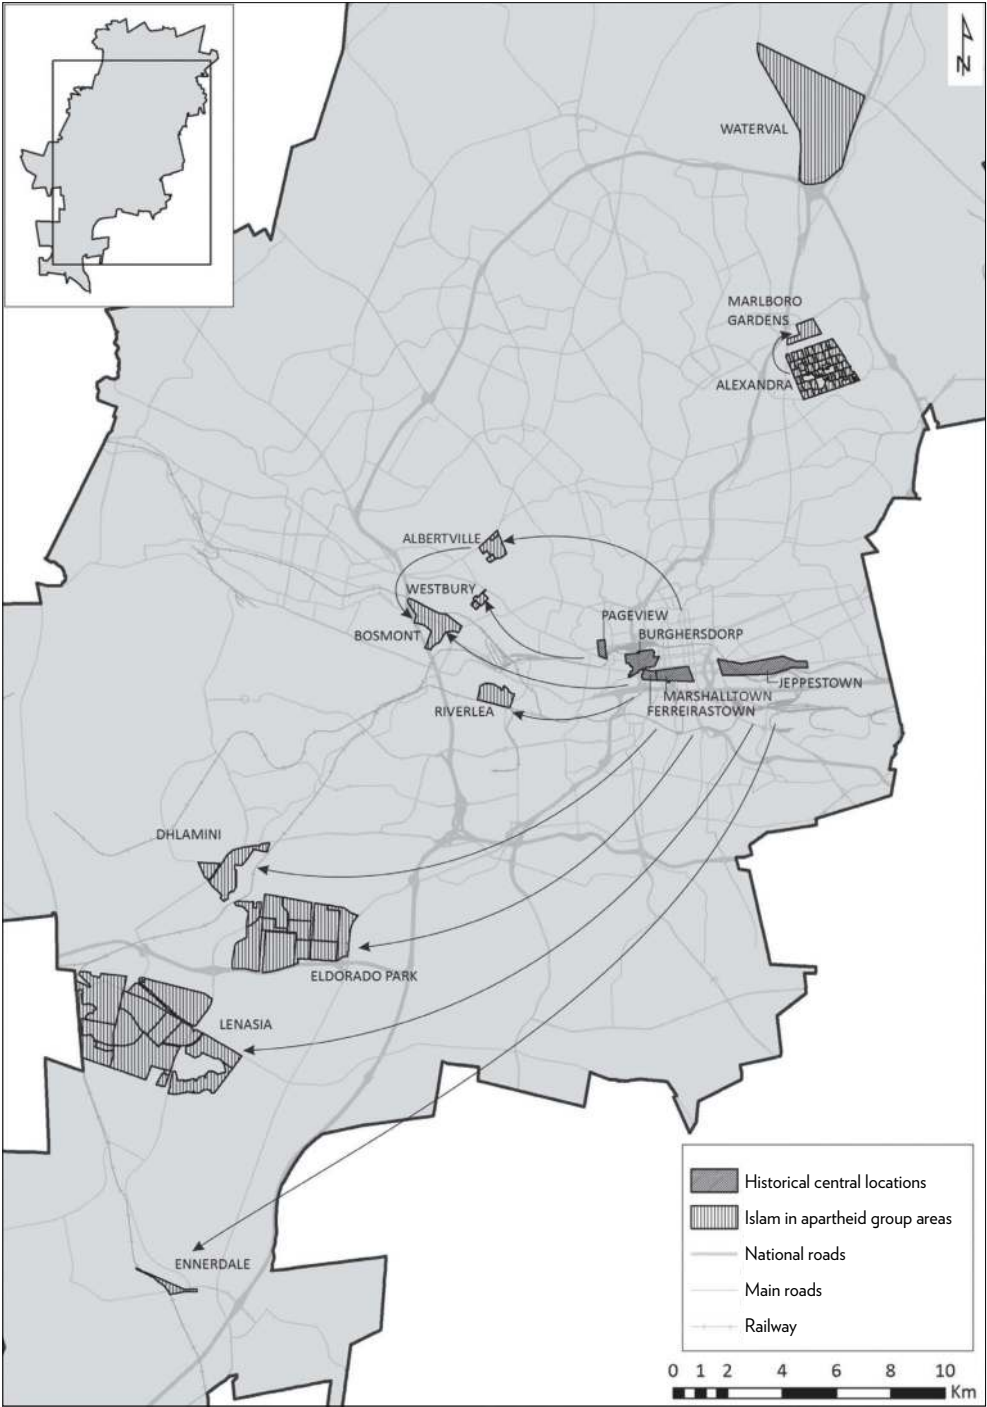 N
WATERVAL
MARLBORO
GARDENS
ALEXANDRA
ALBERTVILLE
WESTBURY
BOSMONT
PAGEVIEW
BURGHERSDORP
JEPPESTOWN
MARSHALLTOWN
FERREIRASTOWN
RIVERLEA
DHLAMINI
ELDORADO PARK
LENASIA
ENNERDALE
Historical central locations
Islam in apartheid group areas
National roads
Main roads
Railway
0 1 2 4 6 8 10
Km